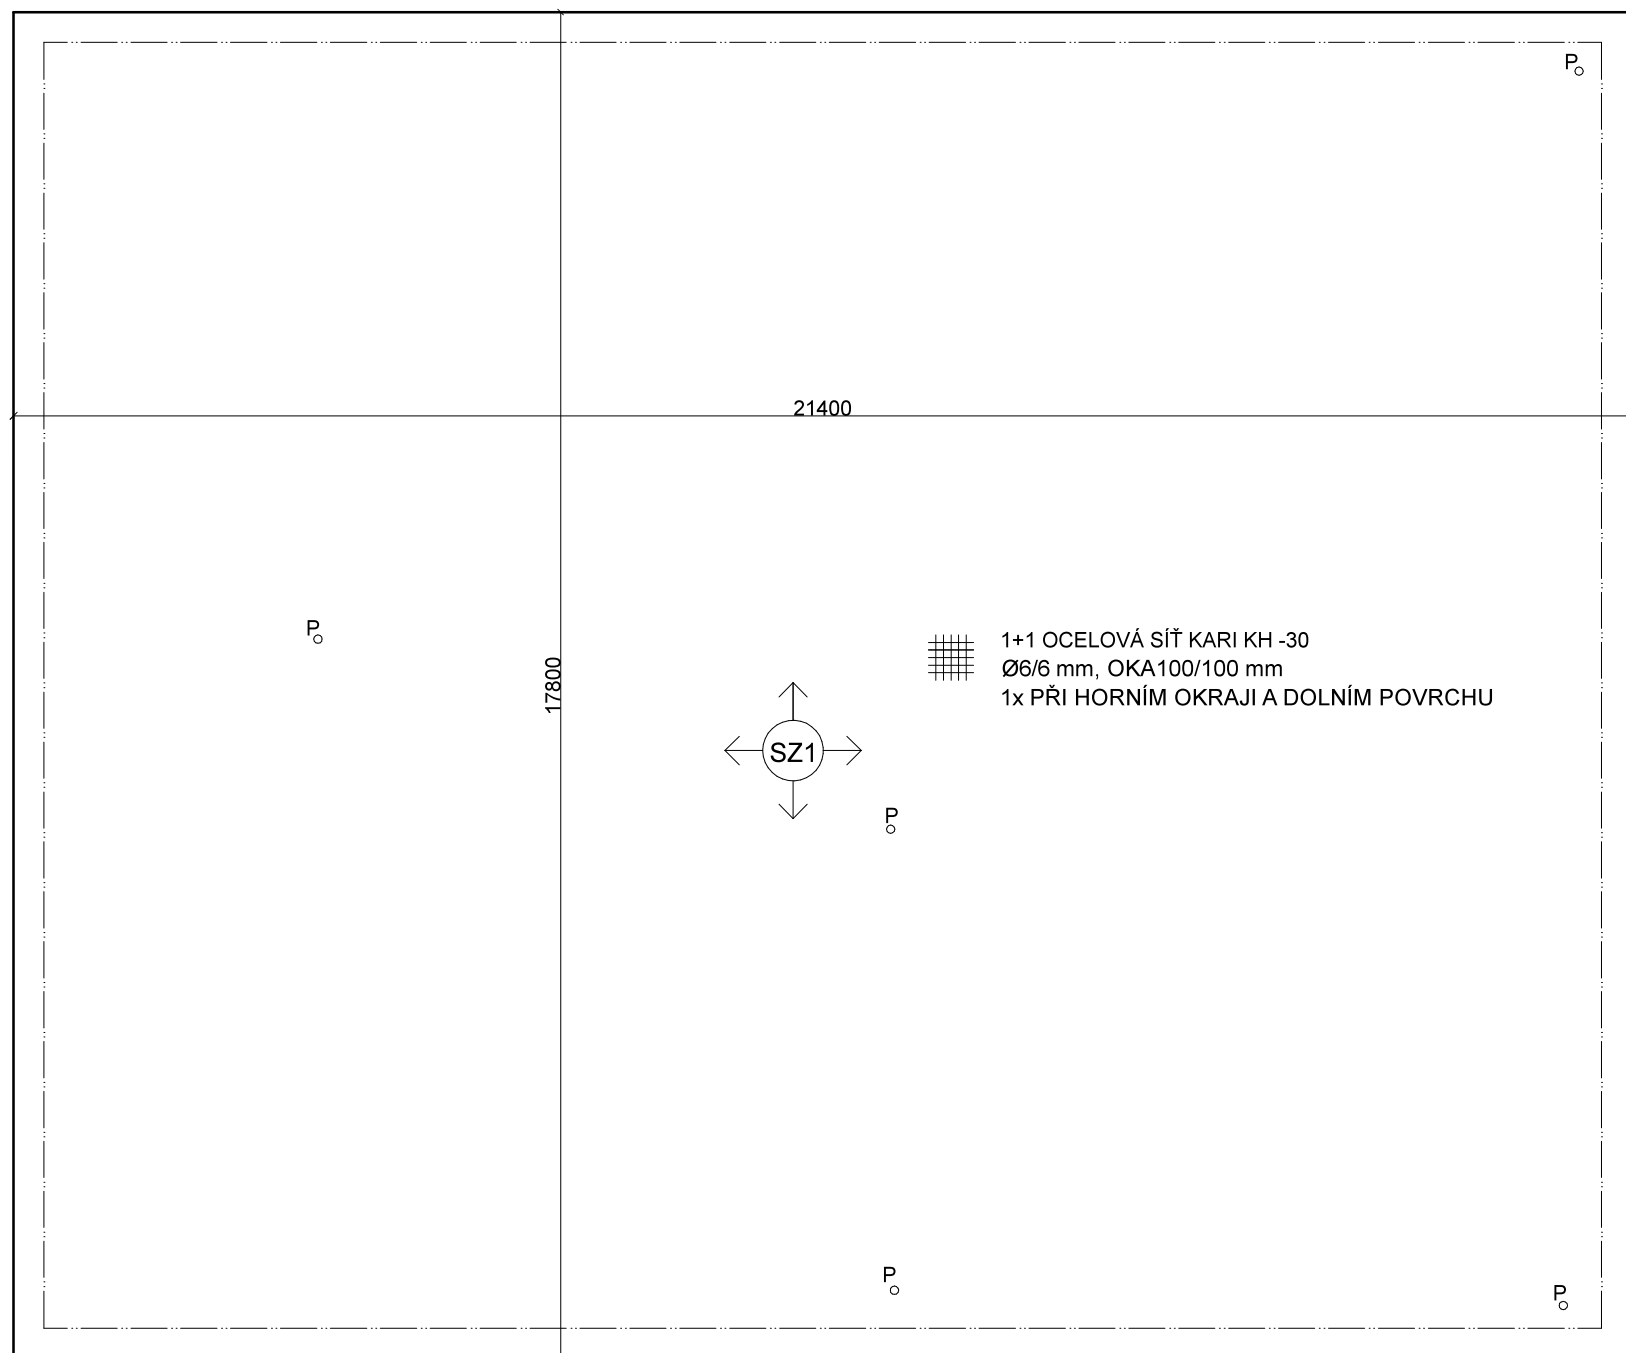 P
21400
P
1+1 OCELOVÁ SÍŤ KARI KH -30
Ø6/6 mm, OKA100/100 mm
1x PŘI HORNÍM OKRAJI A DOLNÍM POVRCHU
17800
SZ1
P
P
P